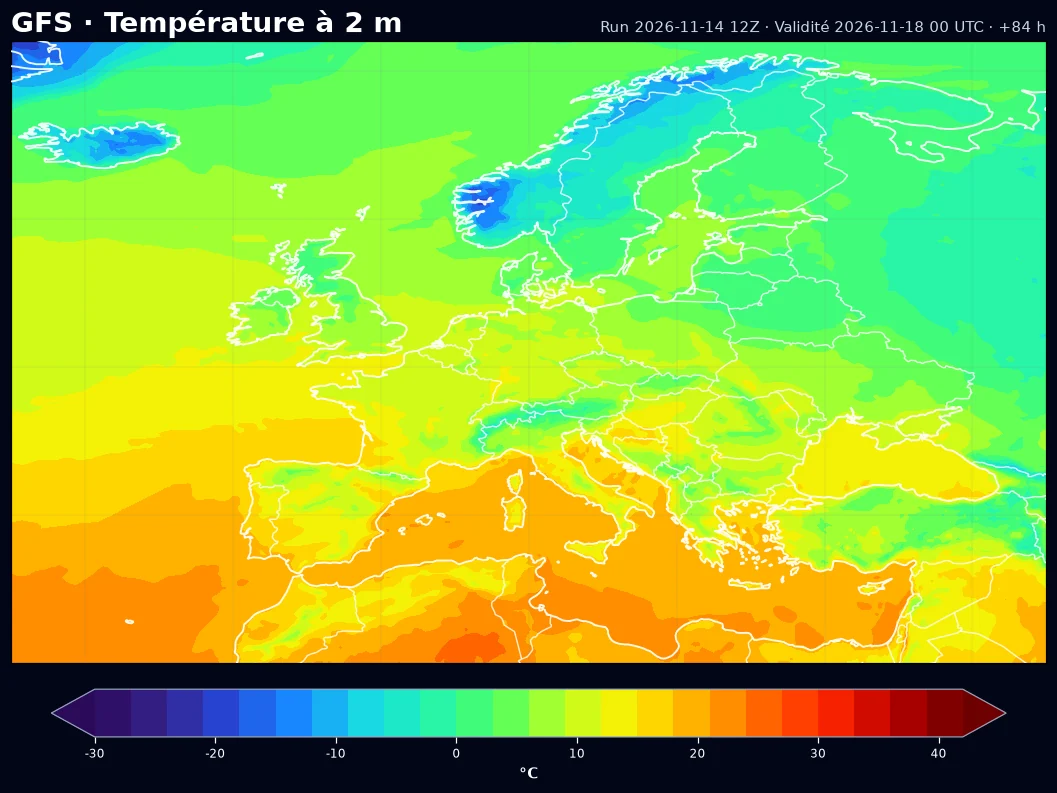 GFS · Température à 2 m
Run 2026-11-14 12Z · Validité 2026-11-18 00 UTC · +84 h
-30 -20 -10 0 10 20 30 40
°C